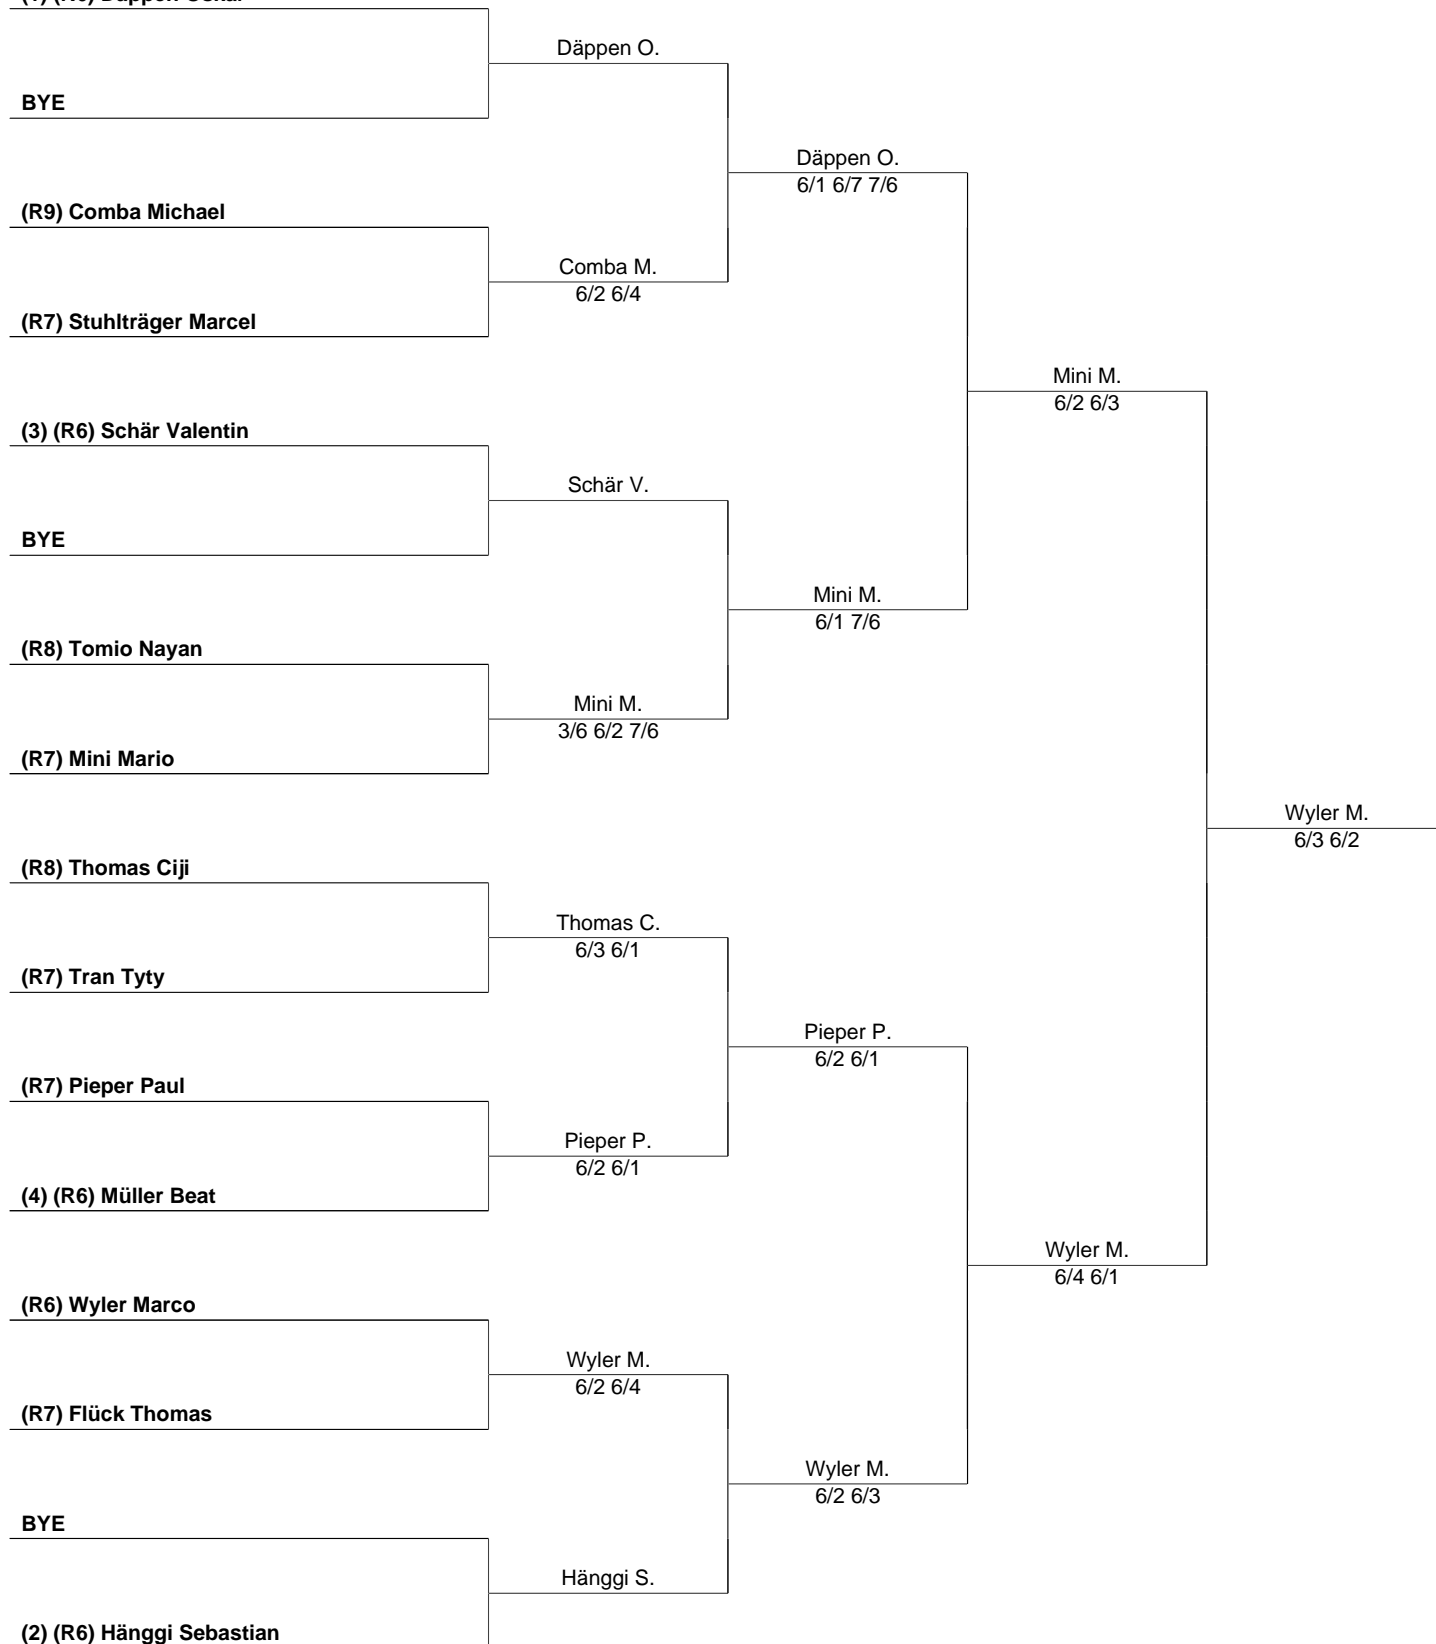 Däppen O.
BYE
Däppen O.
6/1 6/7 7/6
(R9) Comba Michael
Comba M.
6/2 6/4
(R7) Stuhlträger Marcel
Mini M.
6/2 6/3
(3) (R6) Schär Valentin
Schär V.
BYE
Mini M.
6/1 7/6
(R8) Tomio Nayan
Mini M.
3/6 6/2 7/6
(R7) Mini Mario
Wyler M.
6/3 6/2
(R8) Thomas Ciji
Thomas C.
6/3 6/1
(R7) Tran Tyty
Pieper P.
6/2 6/1
(R7) Pieper Paul
Pieper P.
6/2 6/1
(4) (R6) Müller Beat
Wyler M.
6/4 6/1
(R6) Wyler Marco
Wyler M.
6/2 6/4
(R7) Flück Thomas
Wyler M.
6/2 6/3
BYE
Hänggi S.
(2) (R6) Hänggi Sebastian